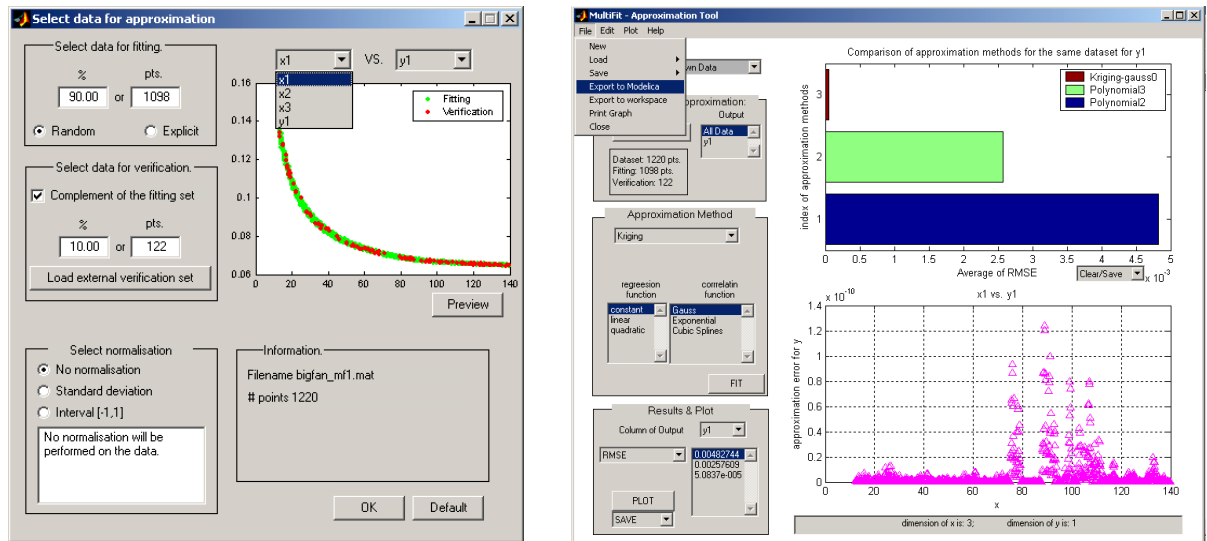 Select data for approximation
Select data for fitting.
% pts.
90.00 or 1098
Random Explicit
Select data for verification.
Complement of the fitting set
% pts.
10.00 or 122
Load external verification set
x1 VS. y1
x1
x2
x3
y1
Fitting
Verification
0.16
0.14
0.12
0.1
0.08
0.06
0 20 40 60 80 100 120 140
Preview
Select normalisation
No normalisation
Standard deviation
Interval [-1,1]
No normalisation will be
performed on the data.
Information.
Filename bigfan_mf1.mat
# points 1220
OK Default
MultiFit - Approximation Tool
File Edit Plot Help
New
Load
Save
Export to Modelica
Export to workspace
Print Graph
Close
wn Data
pproximation:
Output
All Data
y1
Dataset: 1220 pts.
Fitting: 1098 pts.
Verification: 122
Approximation Method
Kriging
regreesion
function
correlatin
function
constant
linear
quadratic
Gauss
Exponential
Cubic Splines
FIT
Results & Plot
Column of Output y1
RMSE
0.00482744
0.00257609
5.0837e-005
PLOT
SAVE
Comparison of approximation methods for the same dataset for y1
Kriging-gauss0
Polynomial3
Polynomial2
index of approximation methods
3
2
1
0 0.5 1 1.5 2 2.5 3 3.5 4 4.5 5
Average of RMSE
Clear/Save
x 10-3
x 10-10
x1 vs. y1
approximation error for y
1.4
1.2
1
0.8
0.6
0.4
0.2
0
0 20 40 60 80 100 120 140
x
dimension of x is: 3; dimension of y is: 1